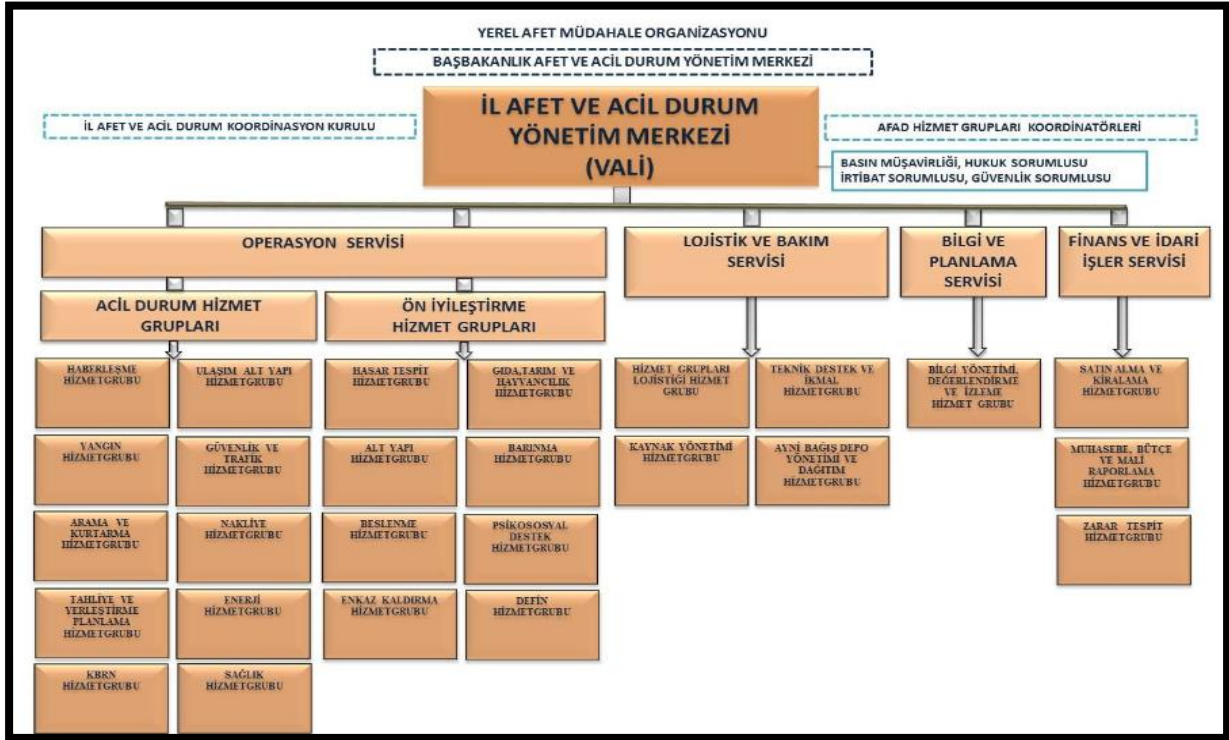 YEREL AFET MÜDAHALE ORGANİZASYONU
BAŞBAKANLIK AFET VE ACİL DURUM YÖNETİM MERKEZİ
İL AFET VE ACİL DURUM
YÖNETİM MERKEZİ
(VALİ)
İL AFET VE ACİL DURUM KOORDİNASYON KURULU
AFAD HİZMET GRUPLARI KOORDİNATÖRLERİ
BASIN MÜŞAVİRLİĞİ, HUKUK SORUMLUSU
İRTİBAT SORUMLUSU, GÜVENLİK SORUMLUSU
OPERASYON SERVİSİ
LOJİSTİK VE BAKIM
SERVİSİ
BİLGİ VE
PLANLAMA
SERVİSİ
FİNANS VE İDARİ
İŞLER SERVİSİ
ACİL DURUM HİZMET
GRUPLARI
ÖN İYİLEŞTİRME
HİZMET GRUPLARI
HABERLEŞME
HİZMETGRUBU
ULAŞIM ALT YAPI
HİZMETGRUBU
HASAR TESPİT
HİZMETGRUBU
GIDA,TARIM VE
HAYVANCILIK
HİZMETGRUBU
HİZMET GRUPLARI
LOJİSTİĞİ HİZMET
GRUBU
TEKNİK DESTEK VE
İKMAL
HİZMETGRUBU
BİLGİ YÖNETİMİ,
DEĞERLENDİRME
VE İZLEME
HİZMET GRUBU
SATIN ALMA VE
KİRALAMA
HİZMETGRUBU
YANGIN
HİZMETGRUBU
GÜVENLİK VE
TRAFİK
HİZMETGRUBU
ALT YAPI
HİZMETGRUBU
BARINMA
HİZMETGRUBU
KAYNAK YÖNETİMİ
HİZMETGRUBU
AYNİ BAĞIŞ DEPO
YÖNETİMİ VE
DAĞITIM
HİZMETGRUBU
MUHASEBE, BÜTÇE
VE MALİ
RAPORLAMA
HİZMETGRUBU
ARAMA VE
KURTARMA
HİZMETGRUBU
NAKLİYE
HİZMETGRUBU
BESLENME
HİZMETGRUBU
PSİKOSOSYAL
DESTEK
HİZMETGRUBU
ZARAR TESPİT
HİZMETGRUBU
TAHLİYE VE
YERLEŞTİRME
PLANLAMA
HİZMETGRUBU
ENERJİ
HİZMETGRUBU
ENKAZ KALDIRMA
HİZMETGRUBU
DEFİN
HİZMETGRUBU
KBRN
HİZMETGRUBU
SAĞLIK
HİZMETGRUBU